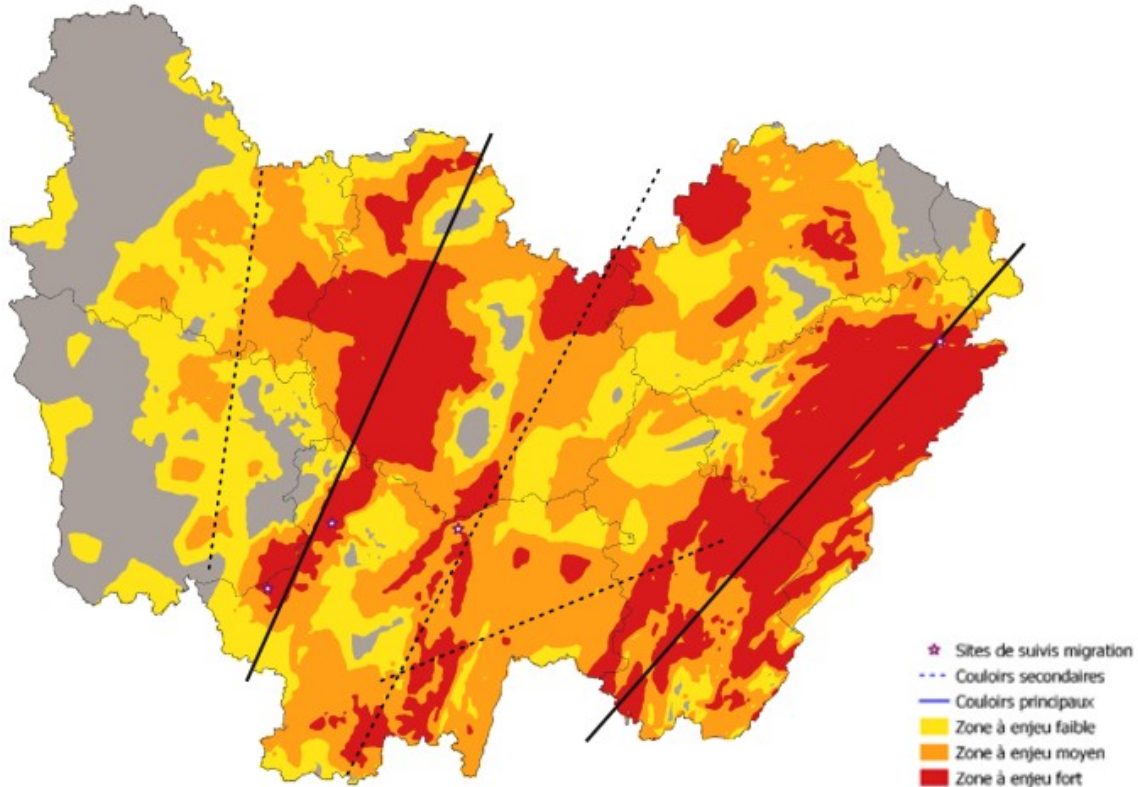 Sites de suivis migration
Couloirs secondaires
Couloirs principaux
Zone à enjeu faible
Zone à enjeu moyen
Zone à enjeu fort